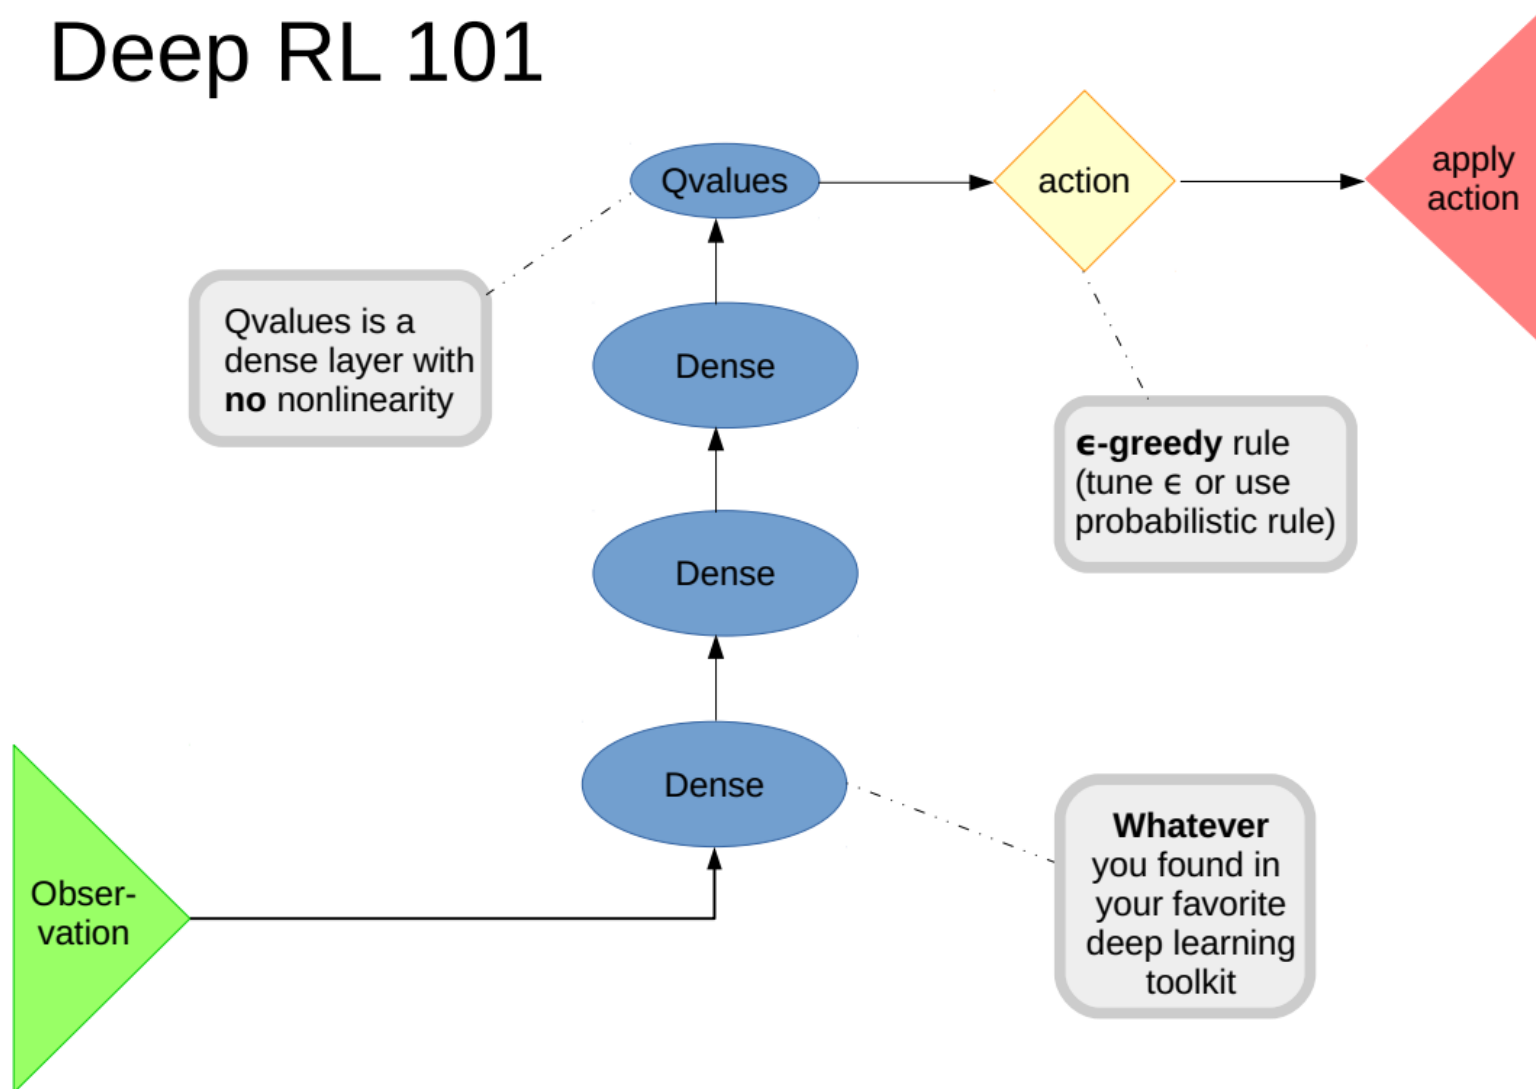 Deep RL 101
Qvalues
action
apply
action
Qvalues is a
dense layer with
no nonlinearity
Dense
ϵ-greedy rule
(tune ϵ or use
probabilistic rule)
Dense
Dense
Whatever
you found in
your favorite
deep learning
toolkit
Obser-
vation